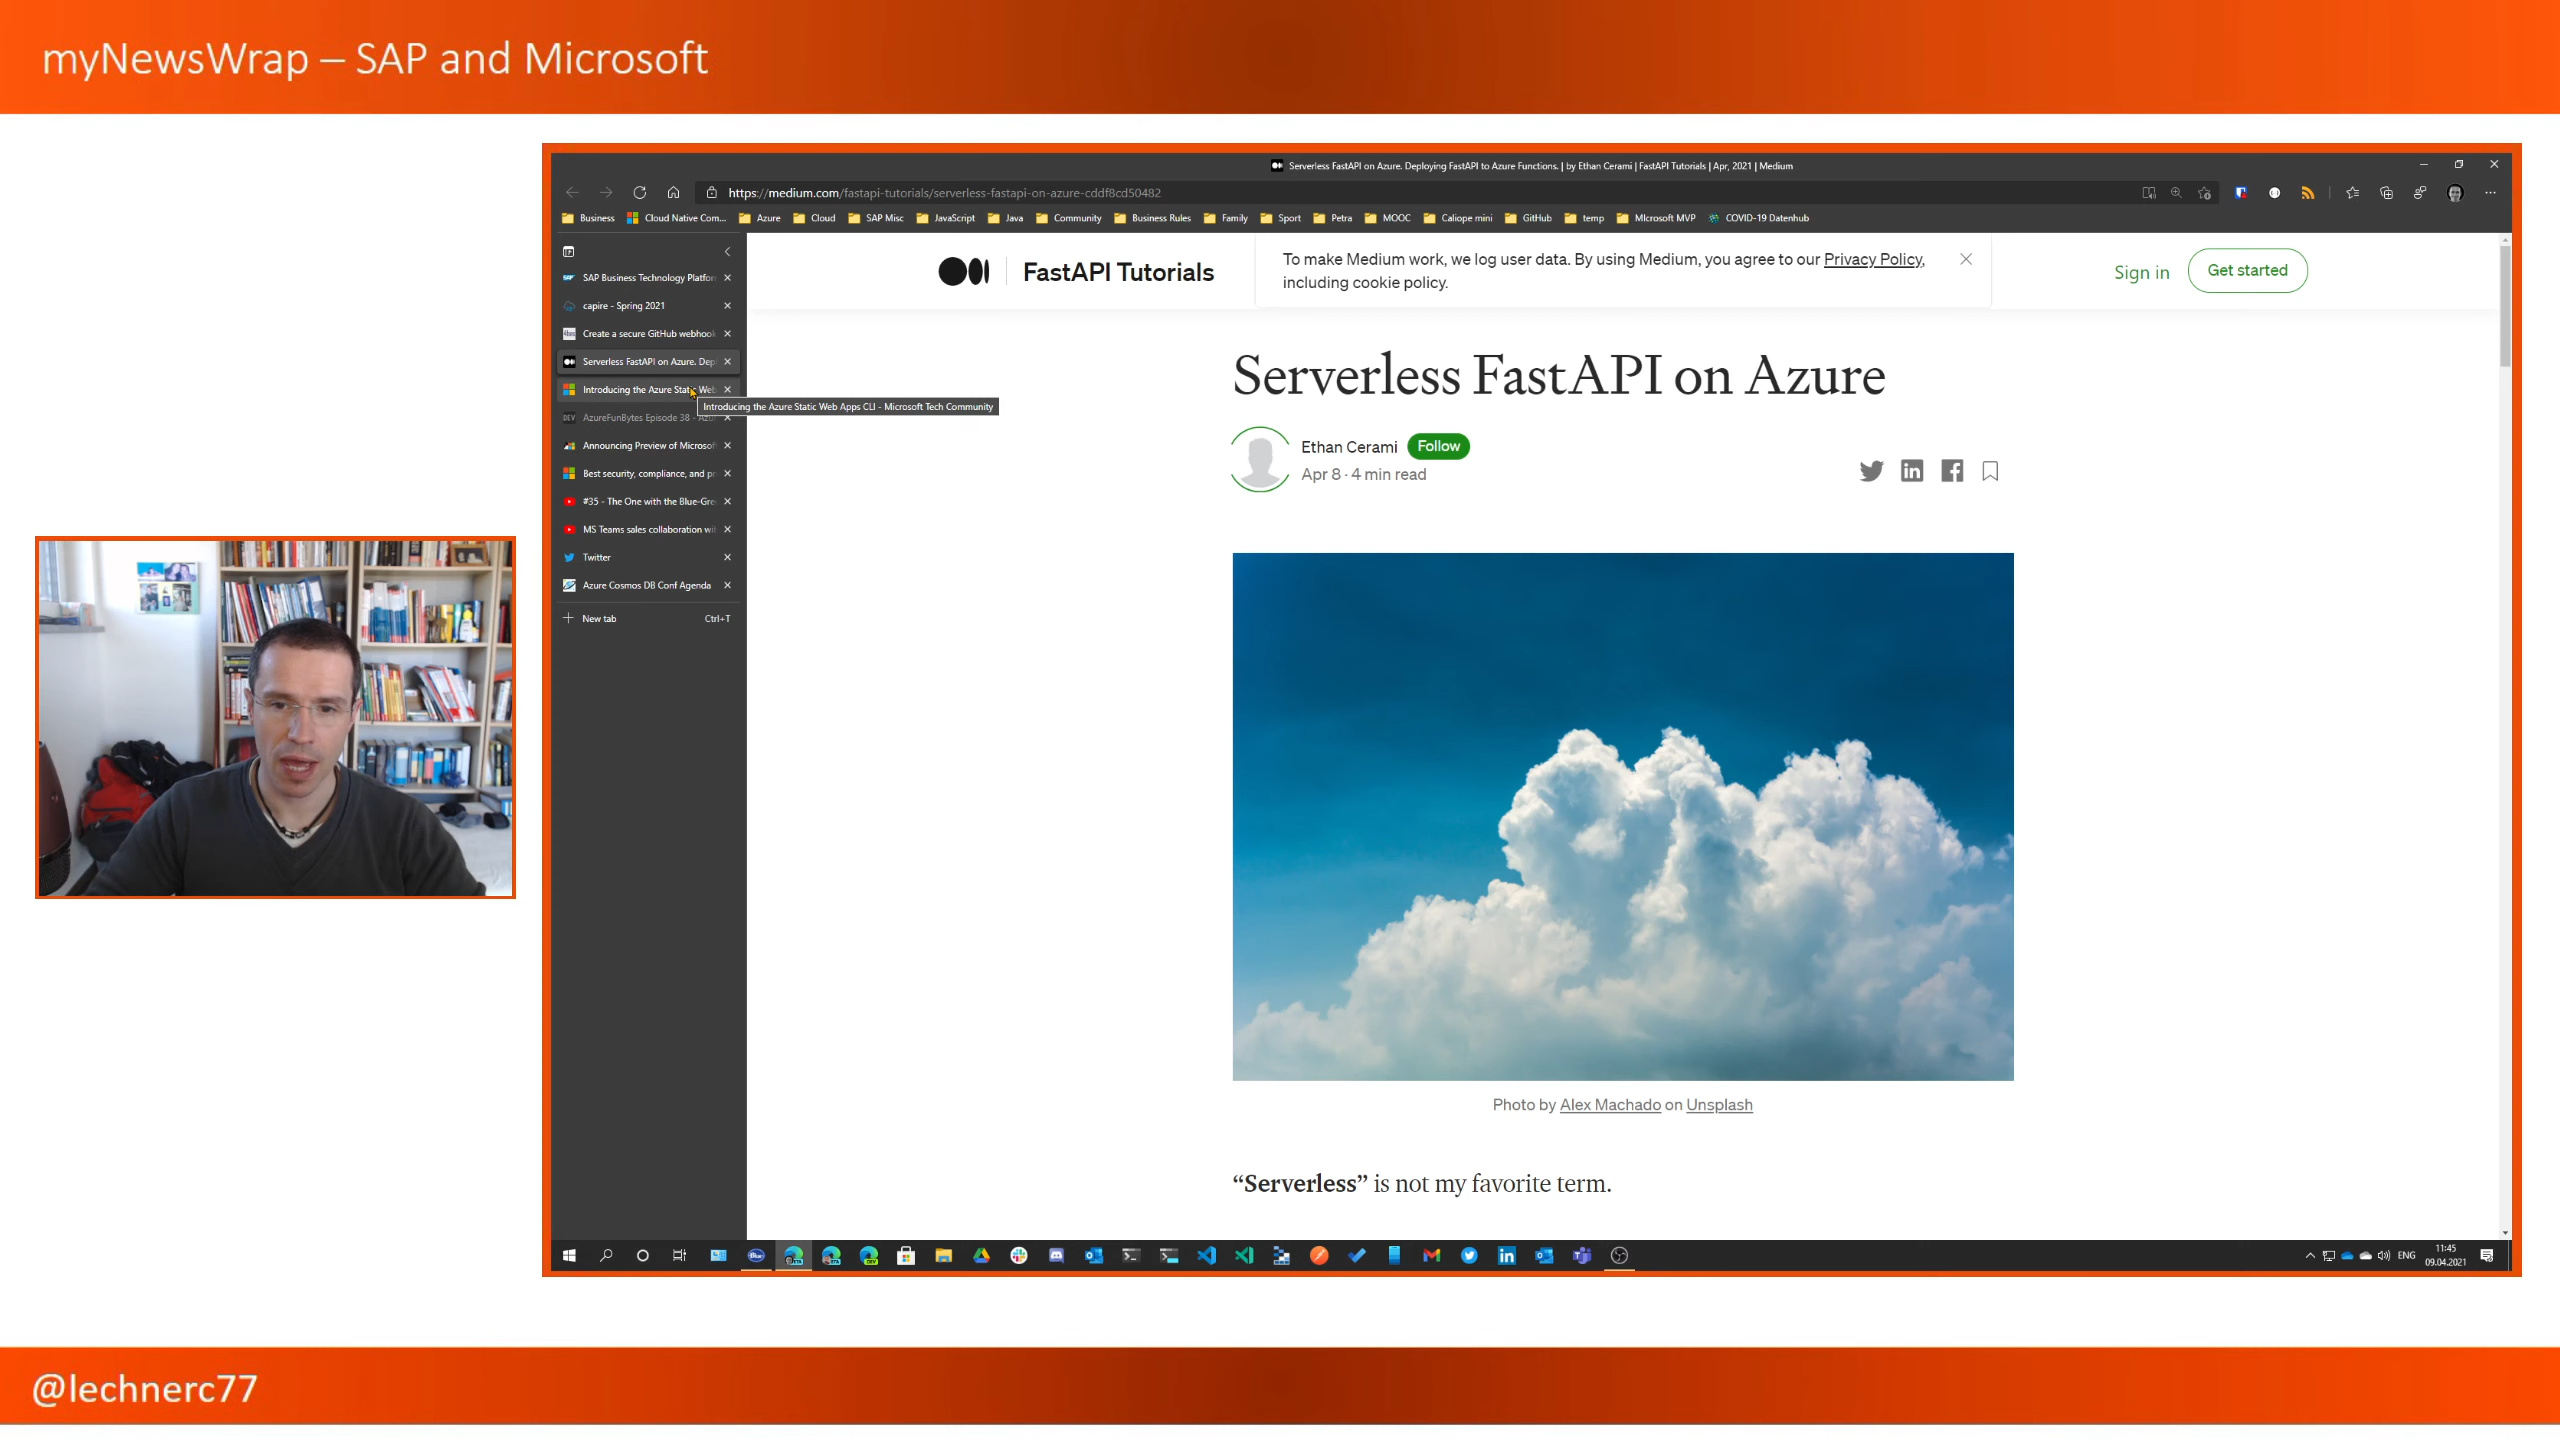 myNewsWrap – SAP and Microsoft
Serverless FastAPI on Azure. Deploying FastAPI to Azure Functions. | by Ethan Cerami | FastAPI Tutorials | Apr, 2021 | Medium
https://medium.com/fastapi-tutorials/serverless-fastapi-on-azure-cddf8cd50482
Business Cloud Native Com... Azure Cloud SAP Misc JavaScript Java Community Business Rules Family Sport Petra MOOC Caliope mini GitHub temp MIcrosoft MVP COVID-19 Datenhub
SAP Business Technology Platfor
capire - Spring 2021
Create a secure GitHub webhook
Serverless FastAPI on Azure. Dep
Introducing the Azure Static Web
Introducing the Azure Static Web Apps CLI - Microsoft Tech Community
AzureFunBytes Episode 38 - Azu
Announcing Preview of Microsof
Best security, compliance, and pr
#35 - The One with the Blue-Gre
MS Teams sales collaboration wit
Twitter
Azure Cosmos DB Conf Agenda
New tab Ctrl+T
FastAPI Tutorials
To make Medium work, we log user data. By using Medium, you agree to our Privacy Policy,
including cookie policy.
Sign in
Get started
Serverless FastAPI on Azure
Ethan Cerami Follow
Apr 8 · 4 min read
Photo by Alex Machado on Unsplash
“Serverless” is not my favorite term.
ENG
11:45
09.04.2021
@lechnerc77